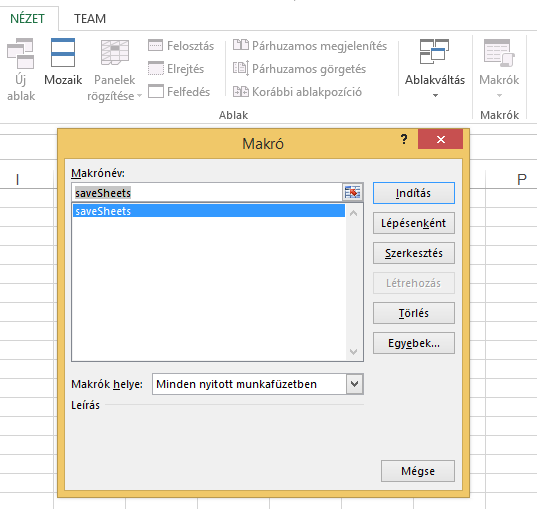 NÉZET TEAM
Új ablak
Mozaik
Panelek rögzítése
Felosztás
Elrejtés
Felfedés
Párhuzamos megjelenítés
Párhuzamos görgetés
Korábbi ablakpozíció
Ablakváltás
Makrók
Ablak
Makrók
Makró
?
I
P
Makrónév:
saveSheets
saveSheets
Indítás
Lépésenként
Szerkesztés
Létrehozás
Törlés
Egyebek...
Makrók helye: Minden nyitott munkafüzetben
Leírás
Mégse